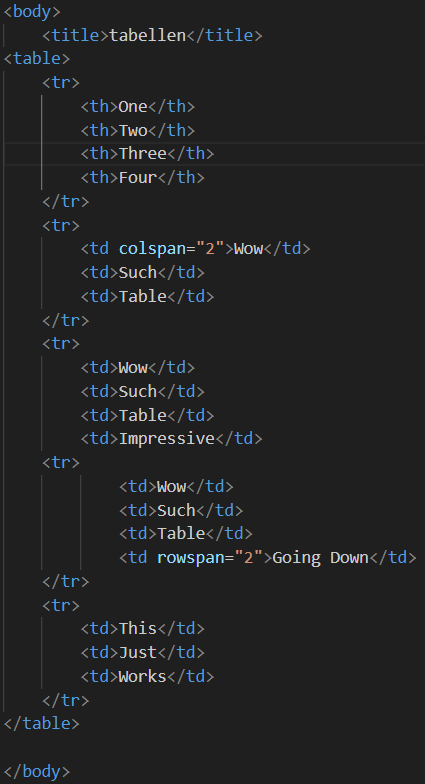 <body>
    <title>tabellen</title>
<table>
    <tr>
        <th>One</th>
        <th>Two</th>
        <th>Three</th>
        <th>Four</th>
    </tr>
    <tr>
        <td colspan="2">Wow</td>
        <td>Such</td>
        <td>Table</td>
    </tr>
    <tr>
        <td>Wow</td>
        <td>Such</td>
        <td>Table</td>
        <td>Impressive</td>
    <tr>
            <td>Wow</td>
            <td>Such</td>
            <td>Table</td>
            <td rowspan="2">Going Down</td>
    </tr>
    <tr>
        <td>This</td>
        <td>Just</td>
        <td>Works</td>
    </tr>
</table>

</body>